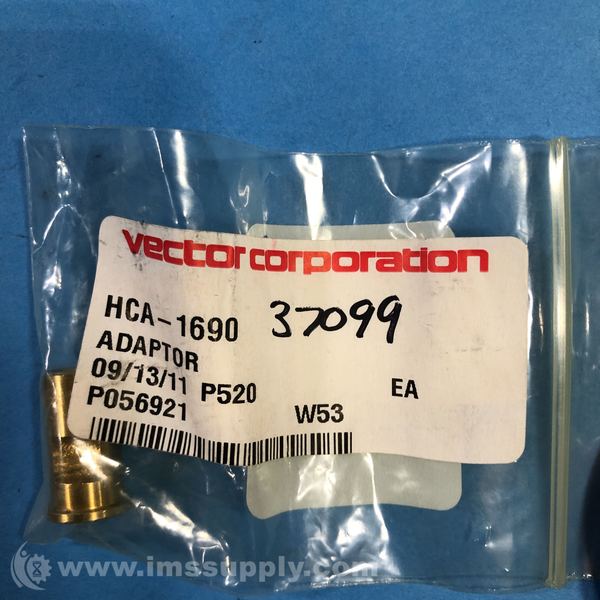 vector corporation
HCA-1690 37099
ADAPTOR
09/13/11 P520 EA
P056921 W53
www.imssupply.com